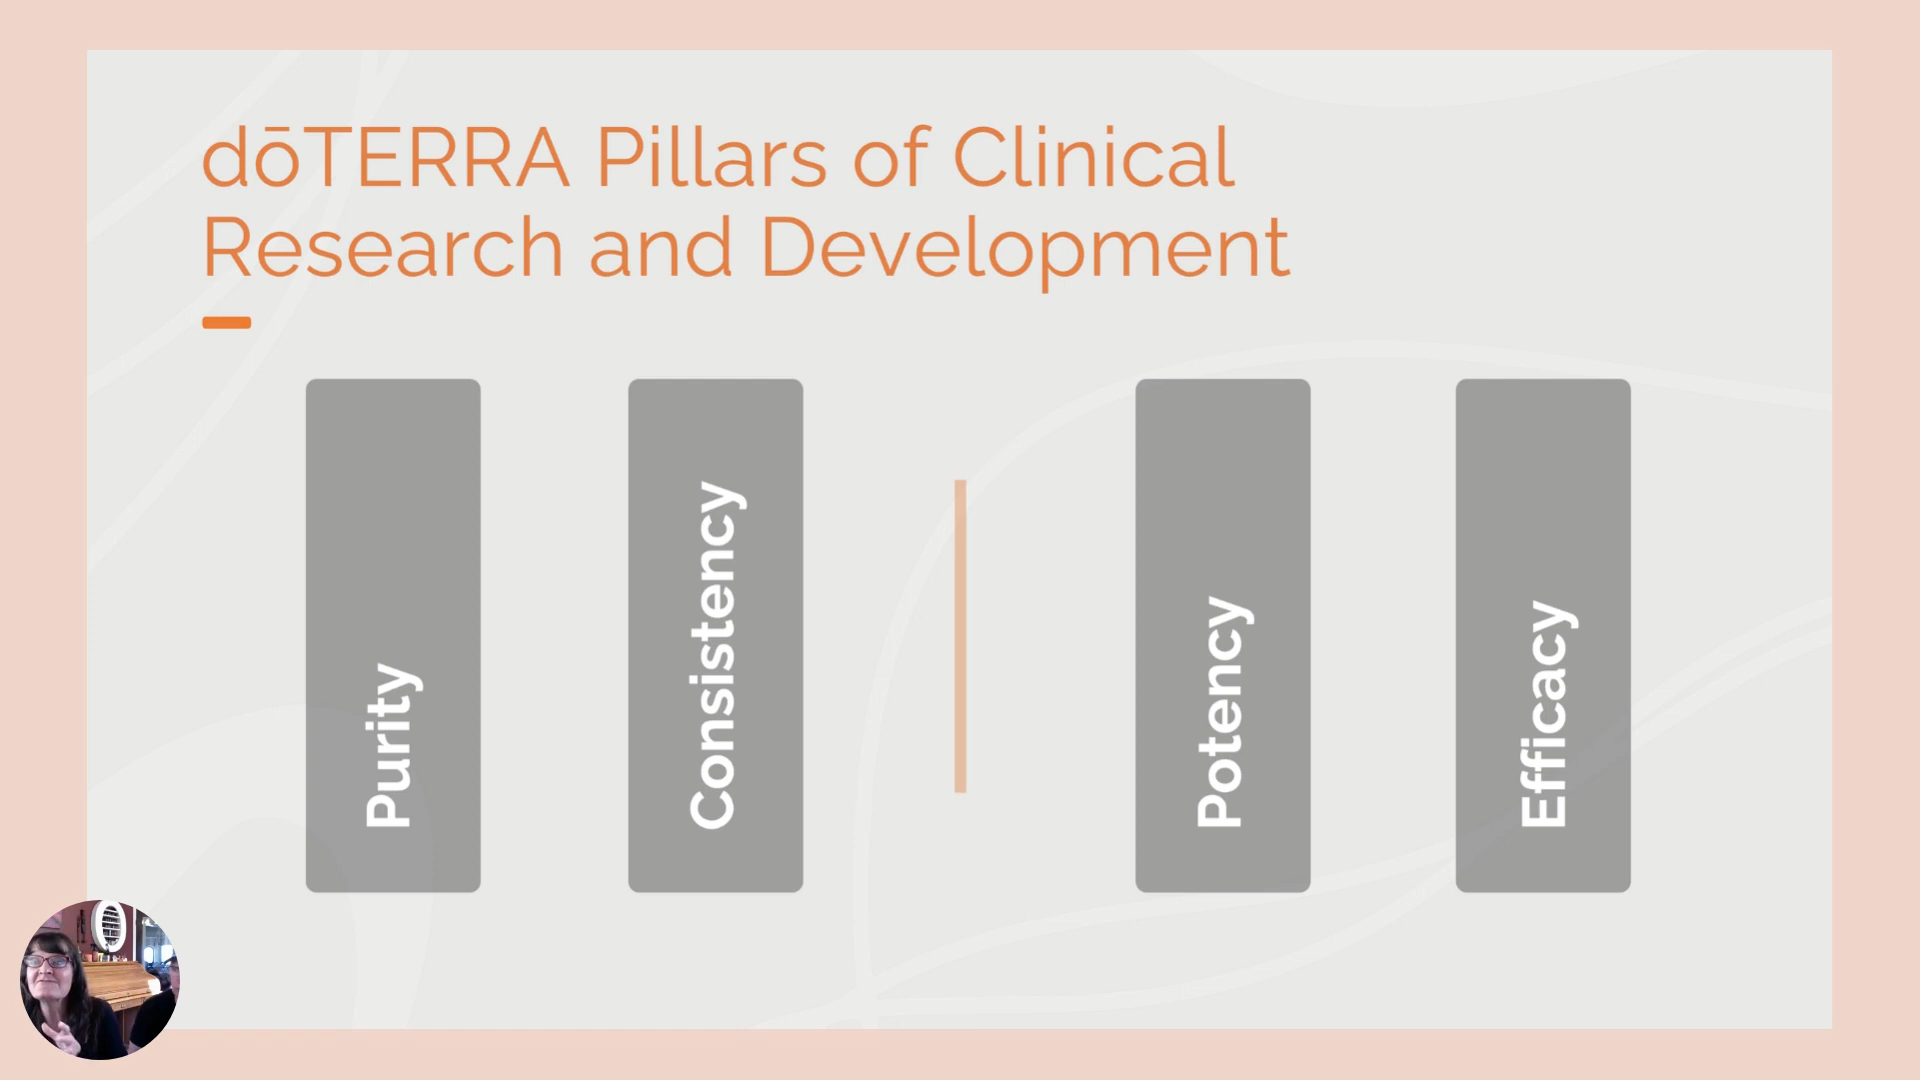 dōTERRA Pillars of Clinical
Research and Development
Purity
Consistency
Potency
Efficacy